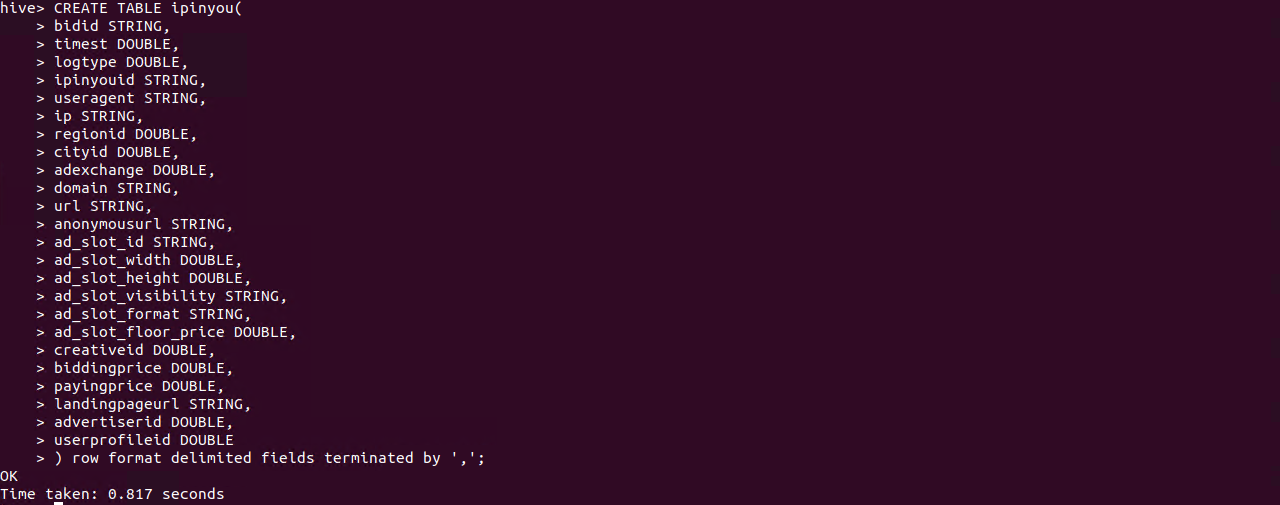 hive> CREATE TABLE ipinyou(
    > bidid STRING,
    > timest DOUBLE,
    > logtype DOUBLE,
    > ipinyouid STRING,
    > useragent STRING,
    > ip STRING,
    > regionid DOUBLE,
    > cityid DOUBLE,
    > adexchange DOUBLE,
    > domain STRING,
    > url STRING,
    > anonymousurl STRING,
    > ad_slot_id STRING,
    > ad_slot_width DOUBLE,
    > ad_slot_height DOUBLE,
    > ad_slot_visibility STRING,
    > ad_slot_format STRING,
    > ad_slot_floor_price DOUBLE,
    > creativeid DOUBLE,
    > biddingprice DOUBLE,
    > payingprice DOUBLE,
    > landingpageurl STRING,
    > advertiserid DOUBLE,
    > userprofileid DOUBLE
    > ) row format delimited fields terminated by ',';
OK
Time taken: 0.817 seconds